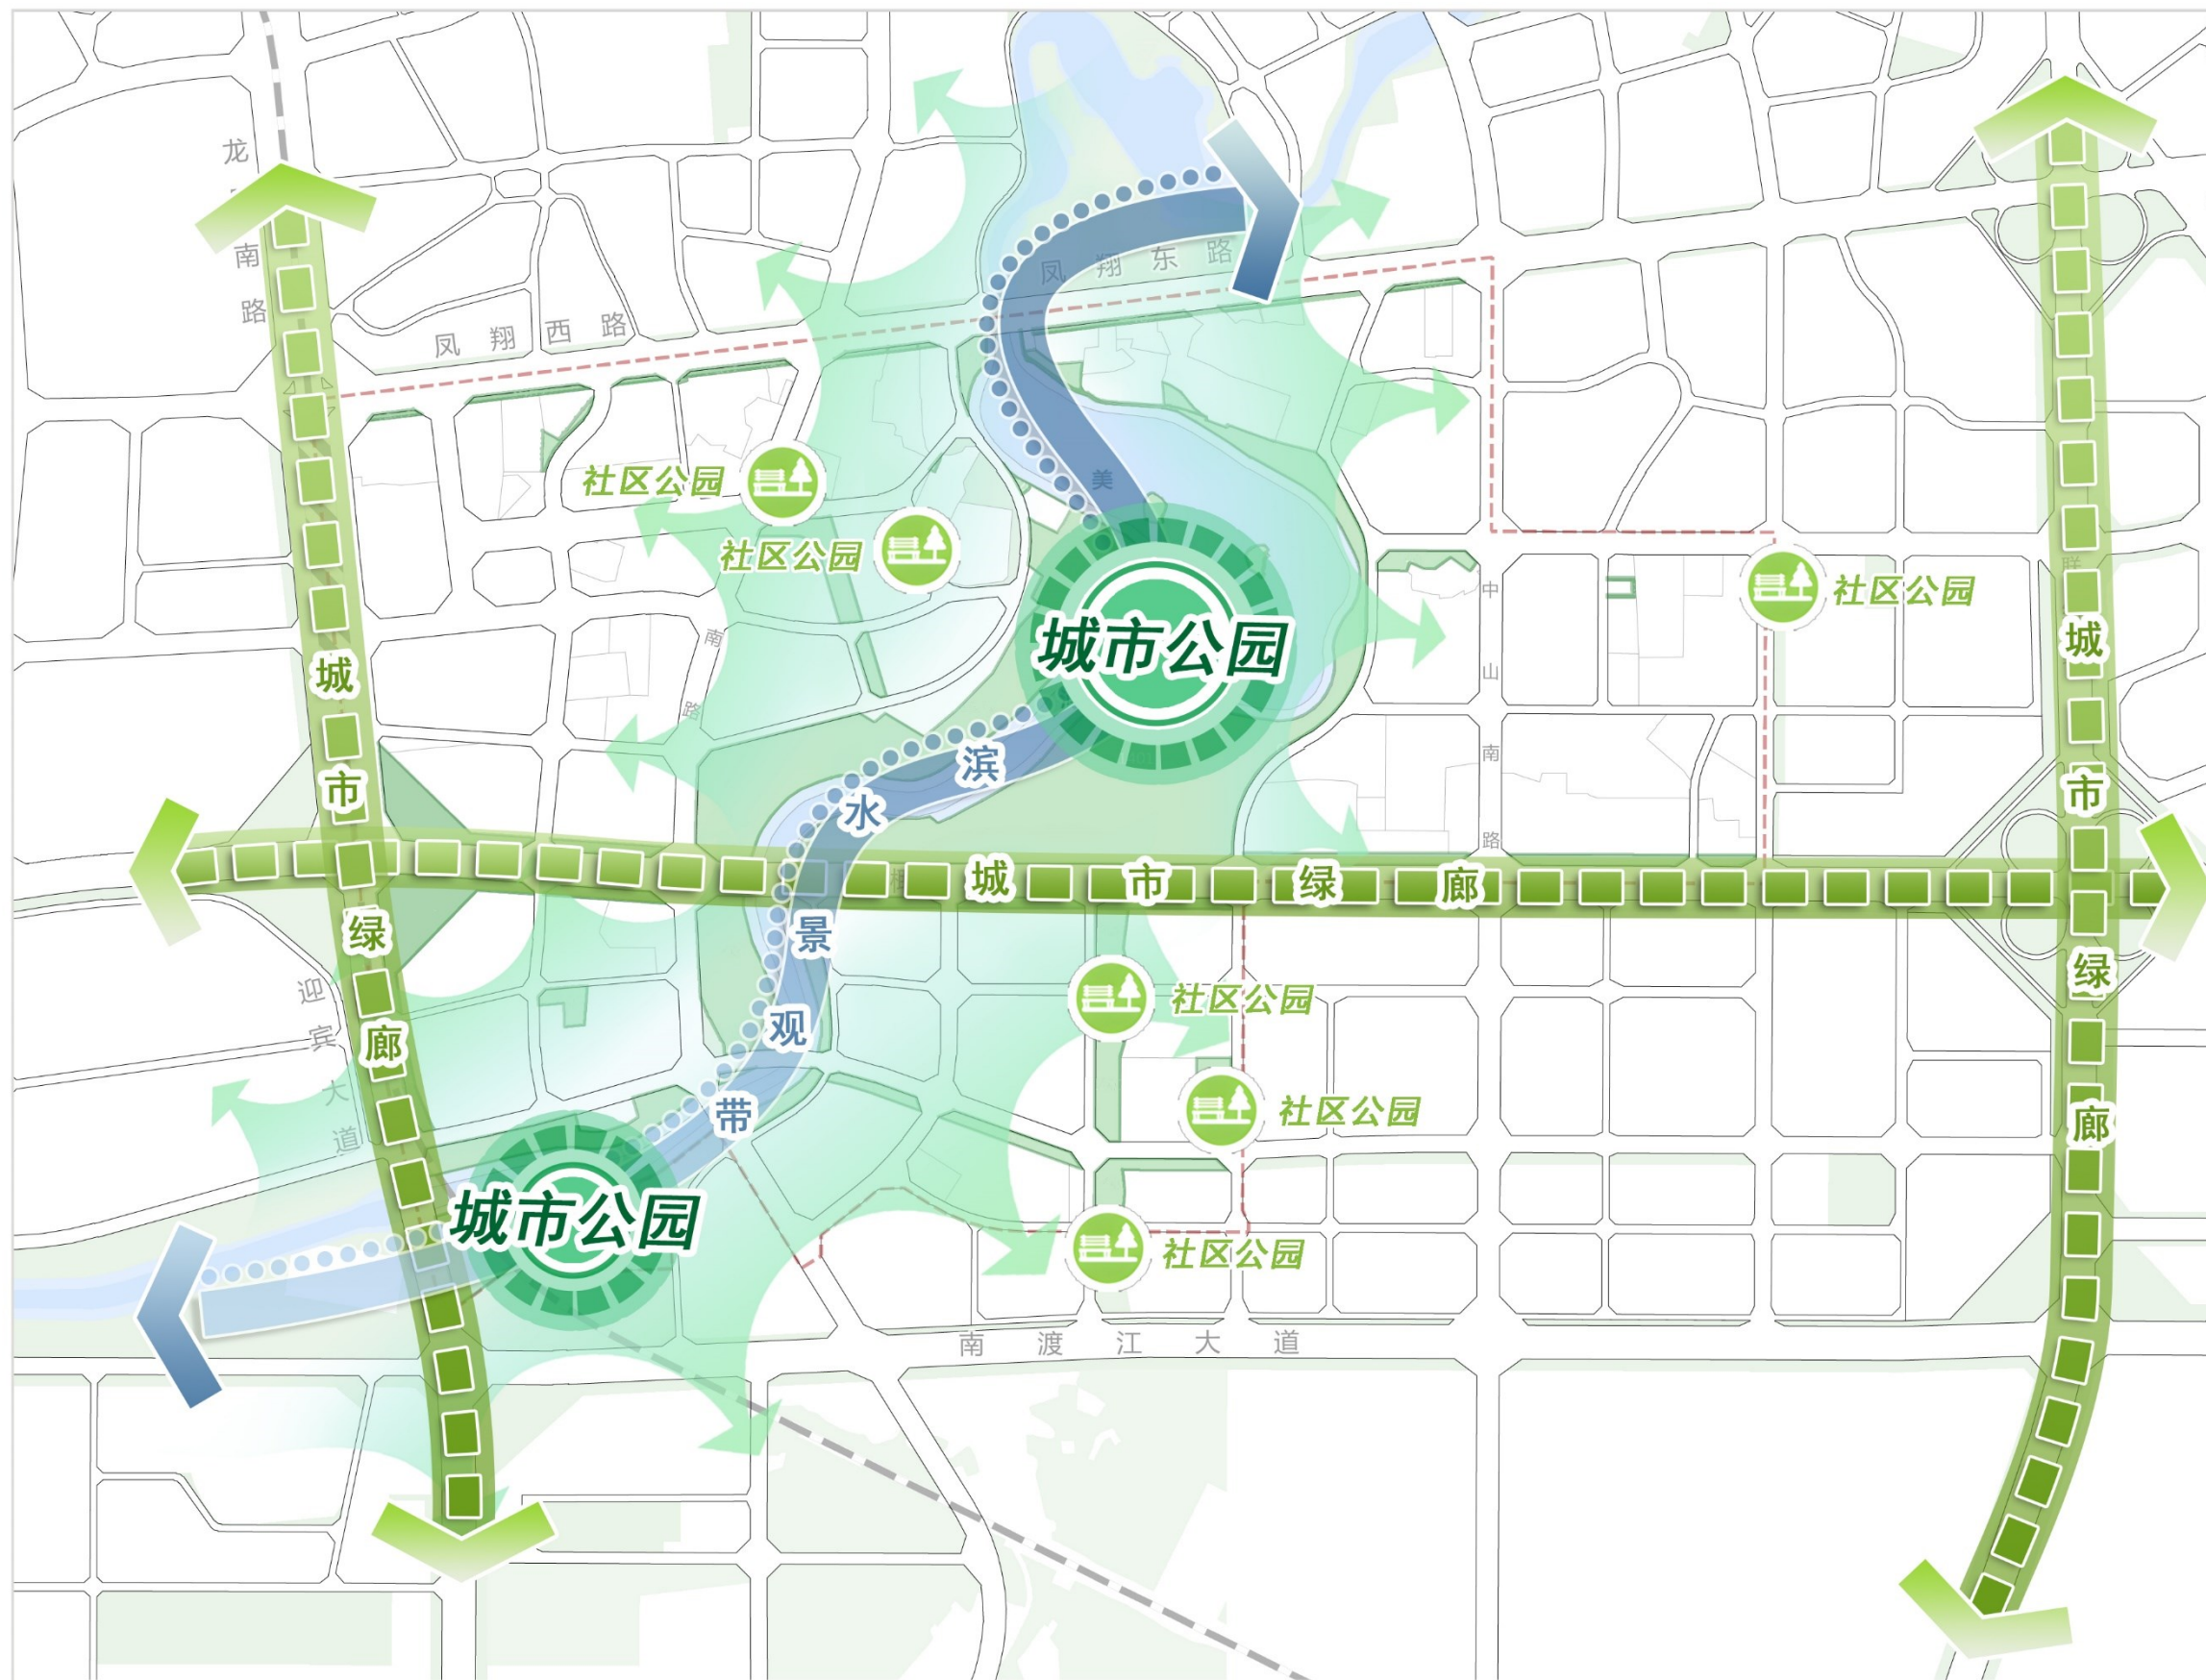 龙
南路
凤翔西路
凤翔东路
社区公园
社区公园
社区公园
美
城市公园
南
路
中山南路
联
城市绿廊
城市绿廊
城市绿廊
滨水景观带
迎宾大道
社区公园
社区公园
社区公园
城市公园
南渡江大道